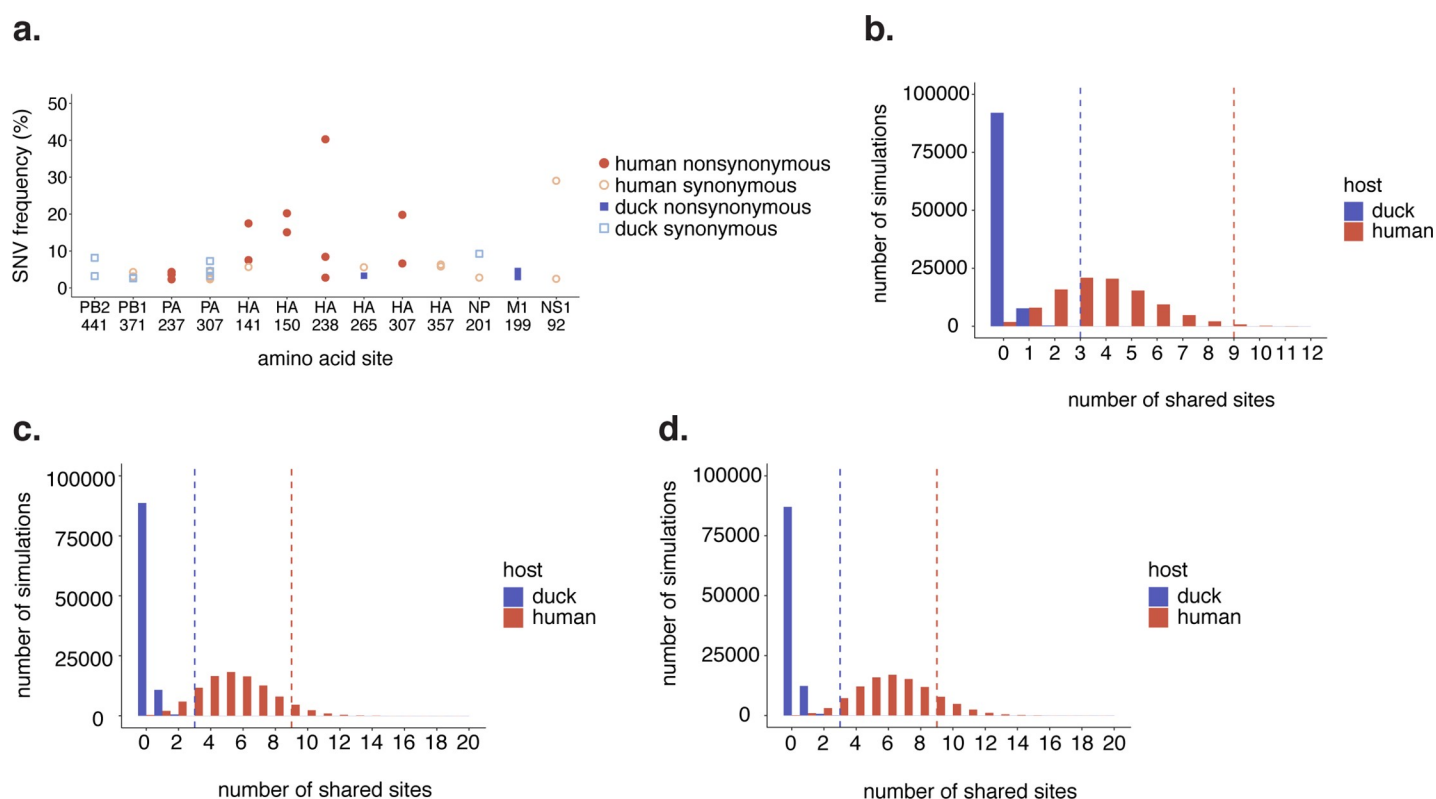 a.
SNV frequency (%)
50
40
30
20
10
0
PB2 PB1 PA PA HA HA HA HA HA HA NP M1 NS1
441 371 237 307 141 150 238 265 307 357 201 199 92
amino acid site
human nonsynonymous
human synonymous
duck nonsynonymous
duck synonymous
b.
number of simulations
100000
75000
50000
25000
0
0 1 2 3 4 5 6 7 8 9 10 11 12
number of shared sites
host
duck
human
c.
number of simulations
100000
75000
50000
25000
0
0 2 4 6 8 10 12 14 16 18 20
number of shared sites
host
duck
human
d.
number of simulations
100000
75000
50000
25000
0
0 2 4 6 8 10 12 14 16 18 20
number of shared sites
host
duck
human